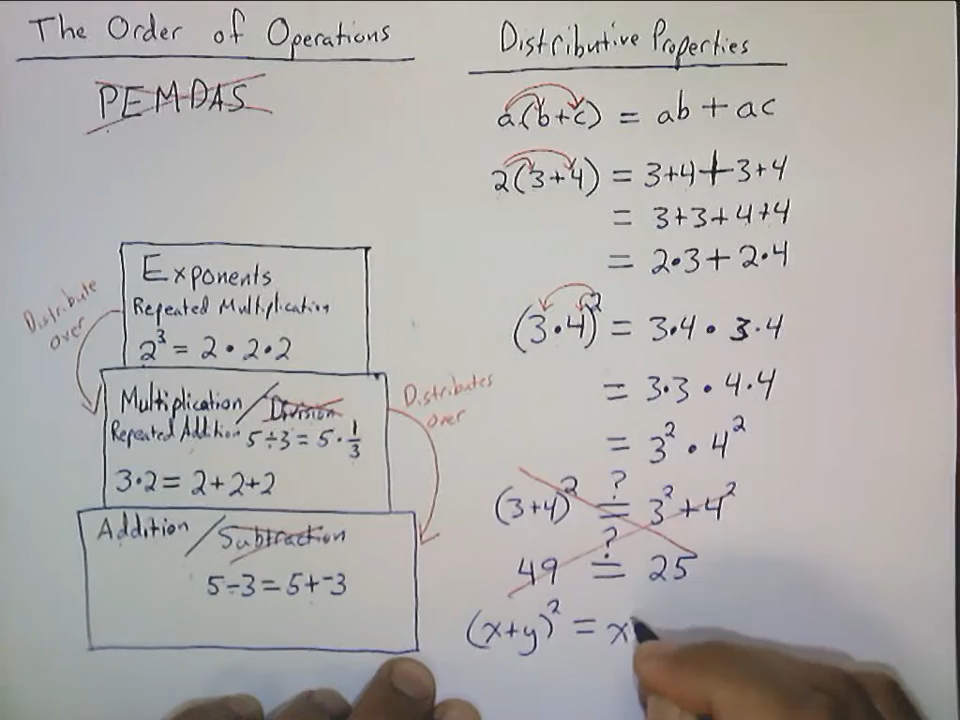 The Order of Operations
PEMDAS
Exponents
Repeated Multiplication
2³ = 2 · 2 · 2
Distribute over
Multiplication / Division
Repeated Addition 5÷3 = 5 · 1/3
3·2 = 2+2+2
Distributes over
Addition / Subtraction
5-3 = 5+-3
Distributive Properties
a(b+c) = ab + ac
2(3+4) = 3+4+3+4
= 3+3+4+4
= 2·3 + 2·4
(3·4)² = 3·4 · 3·4
= 3·3 · 4·4
= 3² · 4²
(3+4)² ≟ 3²+4²
49 ≟ 25
(x+y)² = x